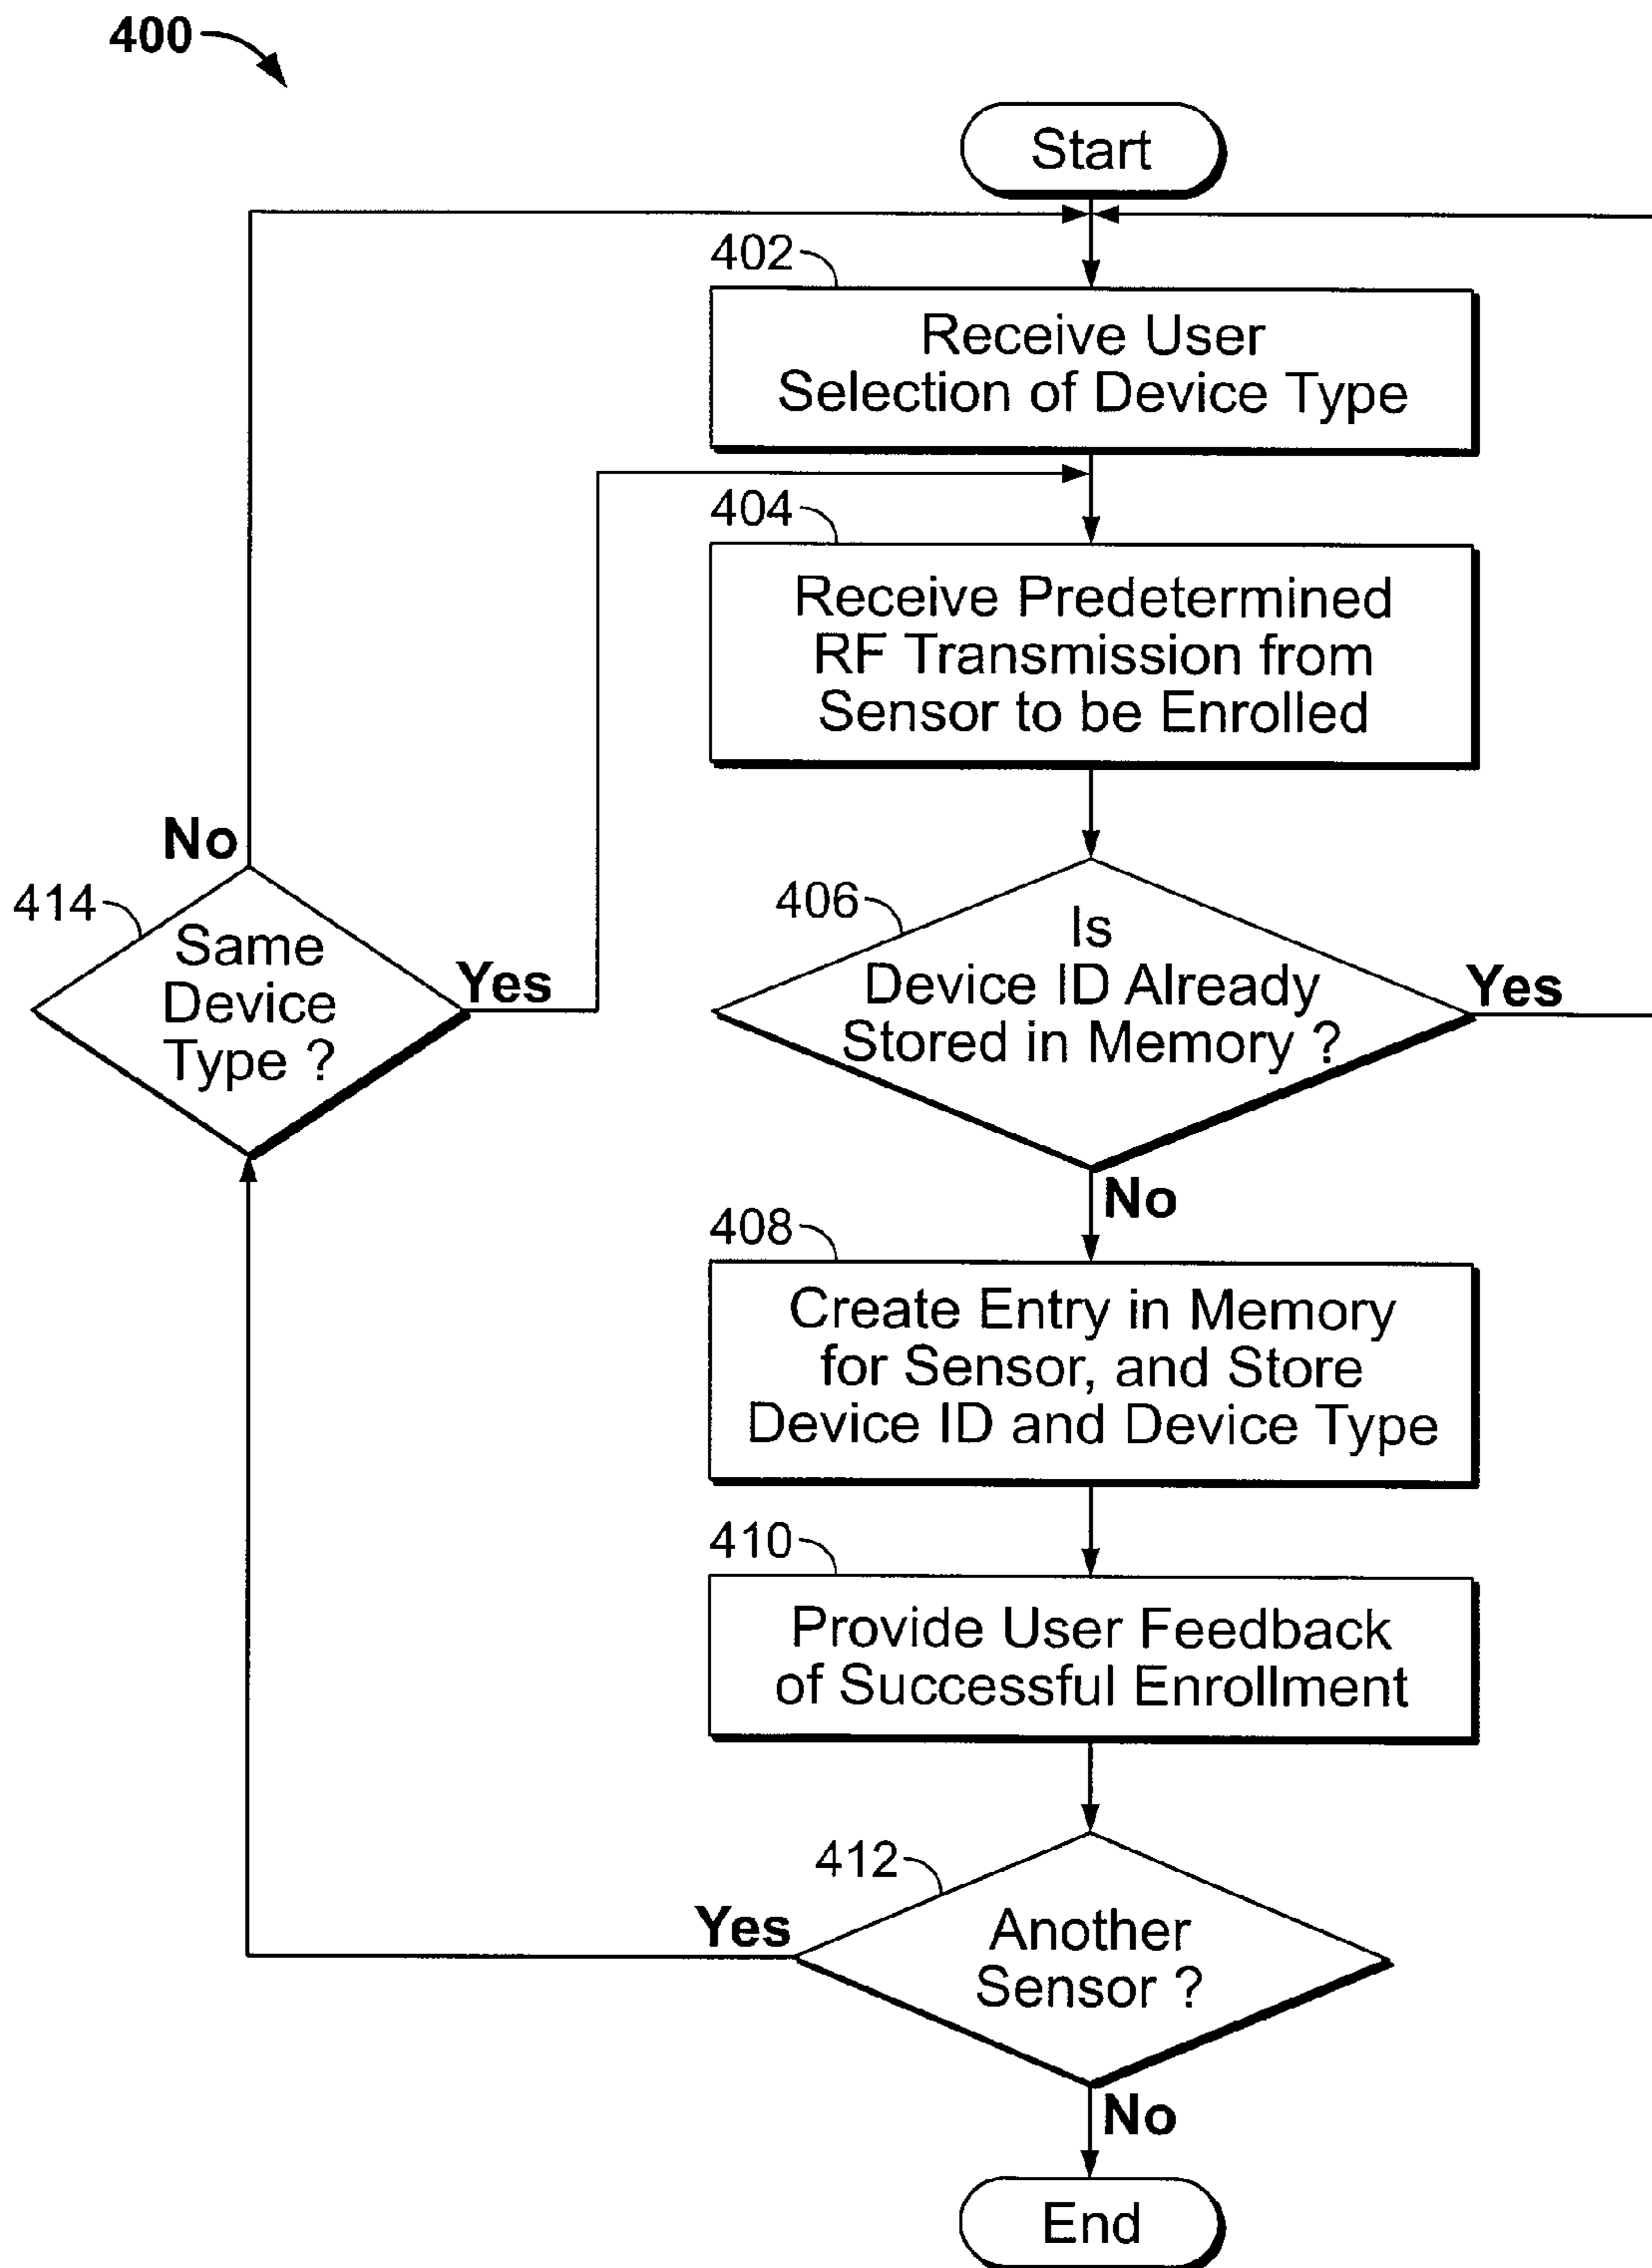 400
Start
402
Receive User
Selection of Device Type
404
Receive Predetermined
RF Transmission from
Sensor to be Enrolled
No
414
Same
Device
Type ?
Yes
406
Is
Device ID Already
Stored in Memory ?
Yes
No
408
Create Entry in Memory
for Sensor, and Store
Device ID and Device Type
410
Provide User Feedback
of Successful Enrollment
412
Yes
Another
Sensor ?
No
End